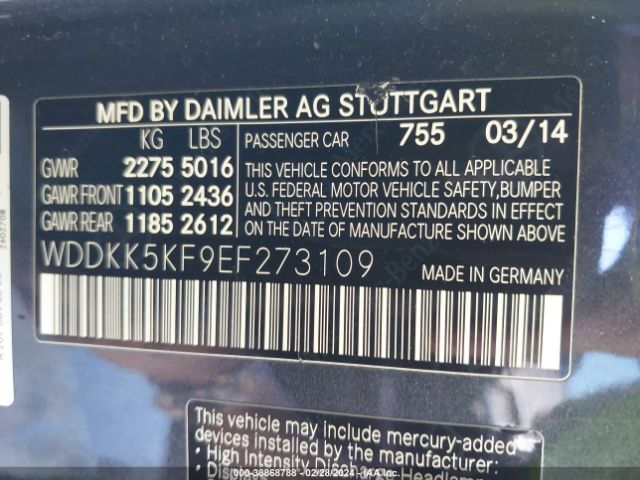 MFD BY DAIMLER AG STUTTGART
KG LBS PASSENGER CAR 755 03/14
GVWR 2275 5016
GAWR FRONT 1105 2436
GAWR REAR 1185 2612
THIS VEHICLE CONFORMS TO ALL APPLICABLE
U.S. FEDERAL MOTOR VEHICLE SAFETY, BUMPER
AND THEFT PREVENTION STANDARDS IN EFFECT
ON THE DATE OF MANUFACTURE SHOWN ABOVE.
WDDKK5KF9EF273109 MADE IN GERMANY
This vehicle may include mercury-added
devices installed by the manufacturer:
• High Intensity
000-38868788 - 02/28/2024 - IAA Inc.